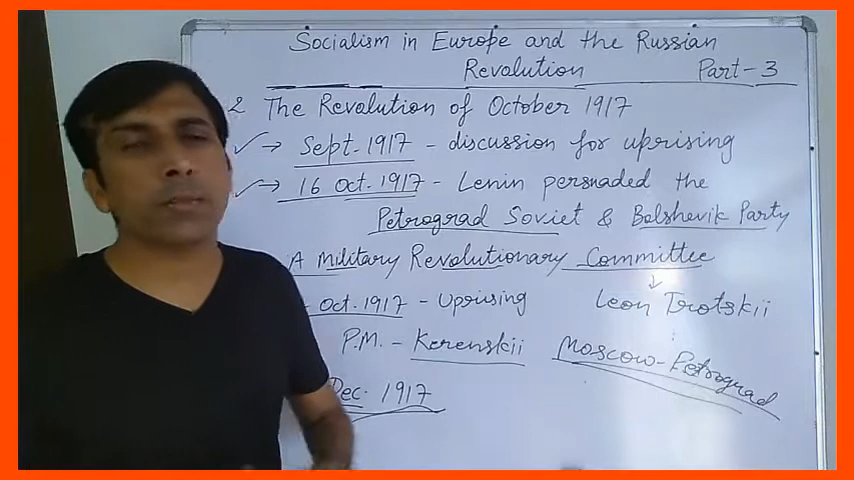 Socialism in Europe and the Russian
Revolution Part-3
2 The Revolution of October 1917
→ Sept. 1917 - discussion for uprising
→ 16 Oct. 1917 - Lenin persuaded the
Petrograd Soviet & Bolshevik Party
A Military Revolutionary Committee
↓
Oct. 1917 - Uprising Leon Trotskii
P.M. - Kerenskii Moscow-Petrograd
Dec. 1917